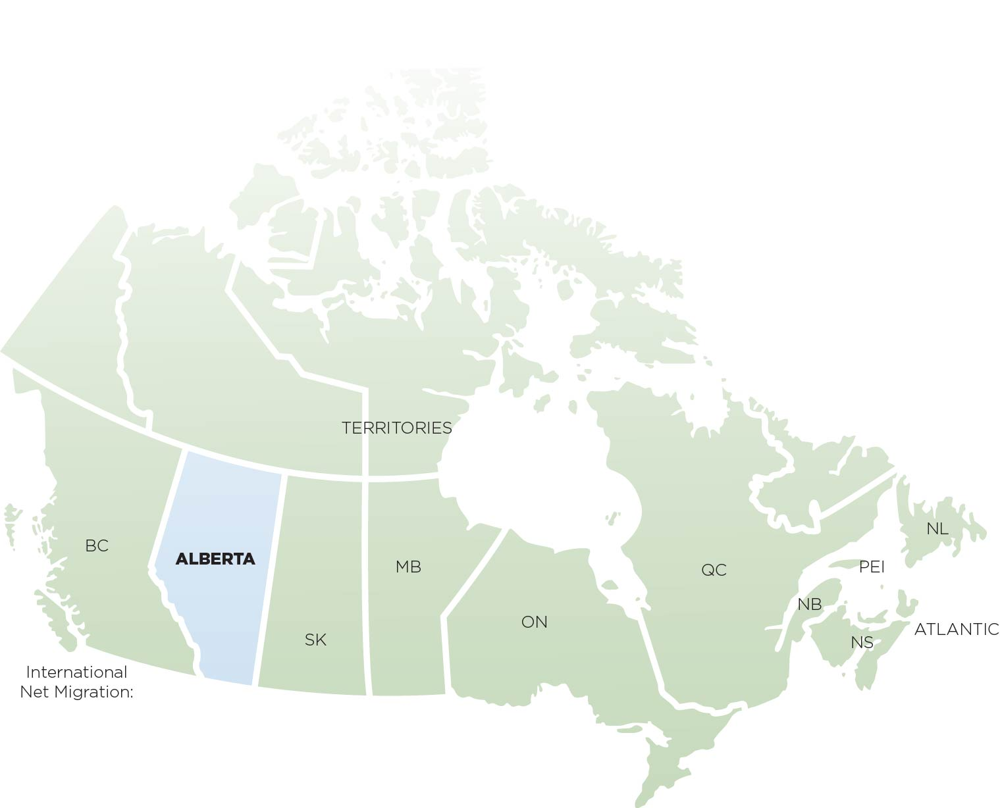 TERRITORIES
BC
ALBERTA
SK
MB
ON
QC
NL
PEI
NB
NS
ATLANTIC
International
Net Migration: